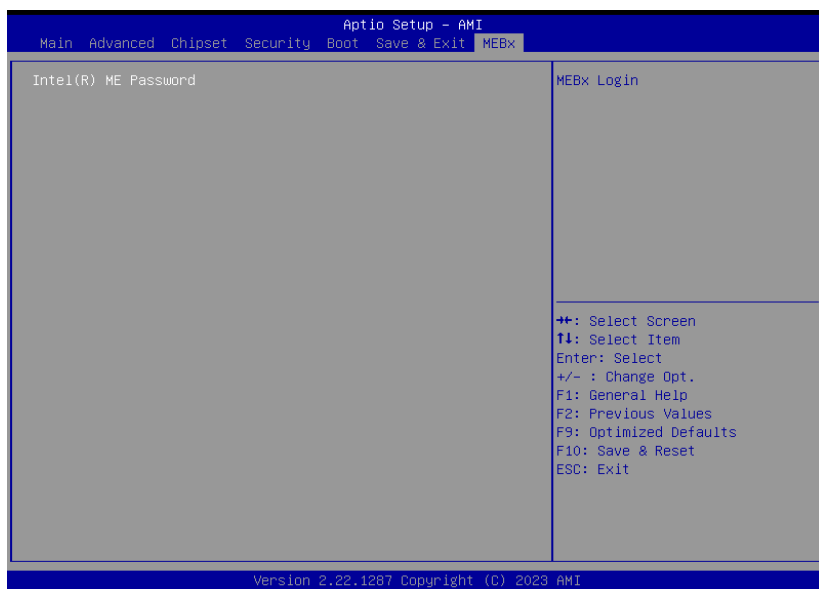 Aptio Setup – AMI
Main Advanced Chipset Security Boot Save & Exit MEBx
Intel(R) ME Password
MEBx Login
→←: Select Screen
↑↓: Select Item
Enter: Select
+/- : Change Opt.
F1: General Help
F2: Previous Values
F9: Optimized Defaults
F10: Save & Reset
ESC: Exit
Version 2.22.1287 Copyright (C) 2023 AMI